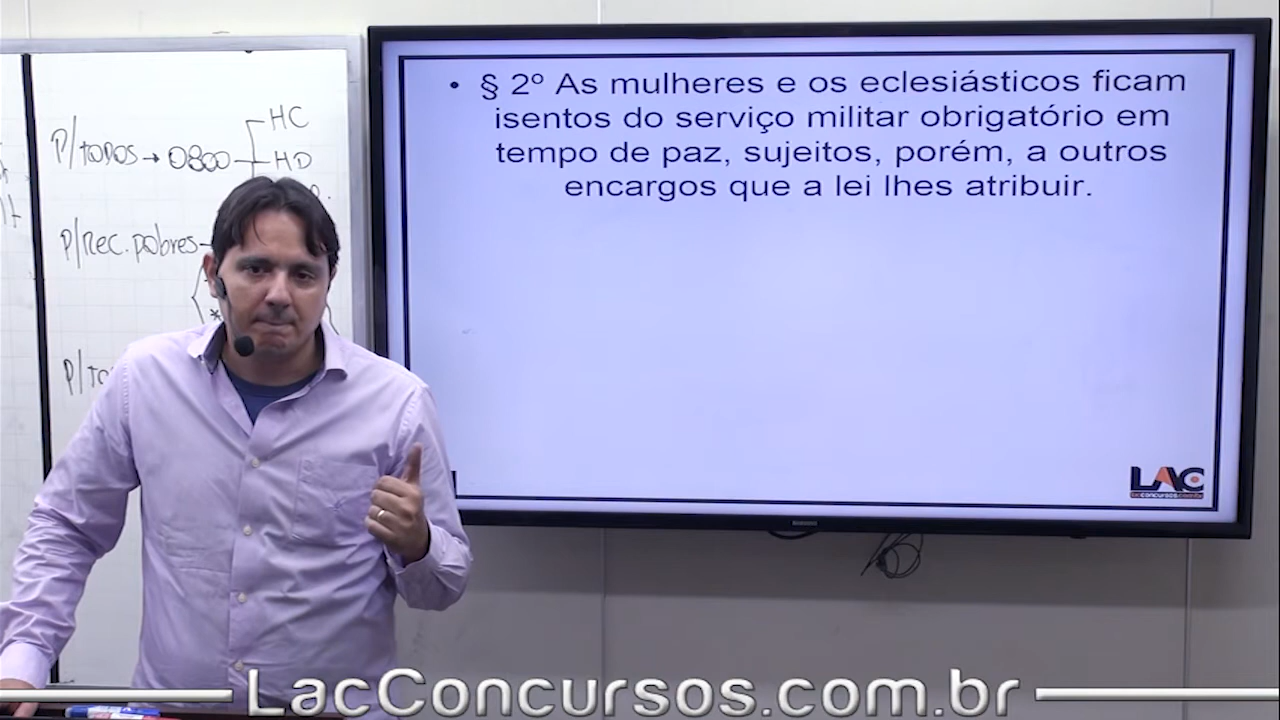 P/TODOS → 0800
HC
HD
P/Rec. pobres
• § 2º As mulheres e os eclesiásticos ficam
isentos do serviço militar obrigatório em
tempo de paz, sujeitos, porém, a outros
encargos que a lei lhes atribuir.
LAC
LacConcursos.com.br